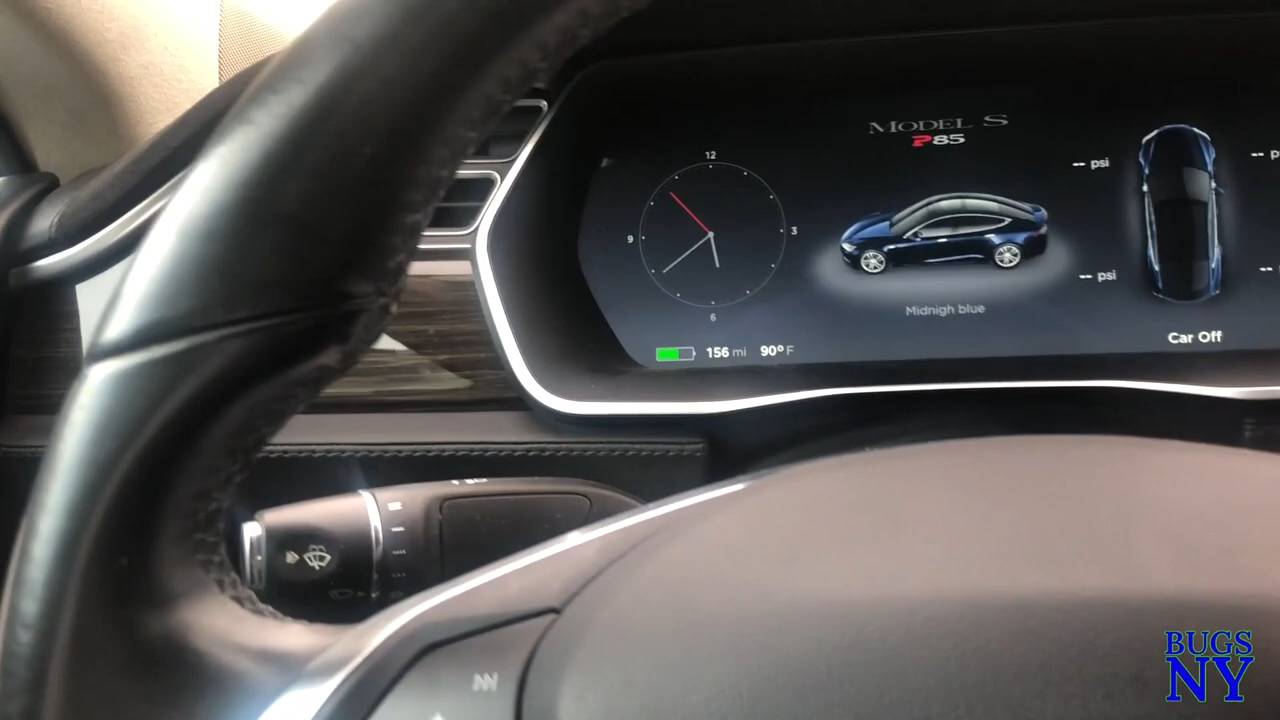 MODEL S
P85
12
9
3
6
-- psi
-- p
-- psi
--
Midnigh blue
Car Off
156 mi
90° F
BUGS
NY